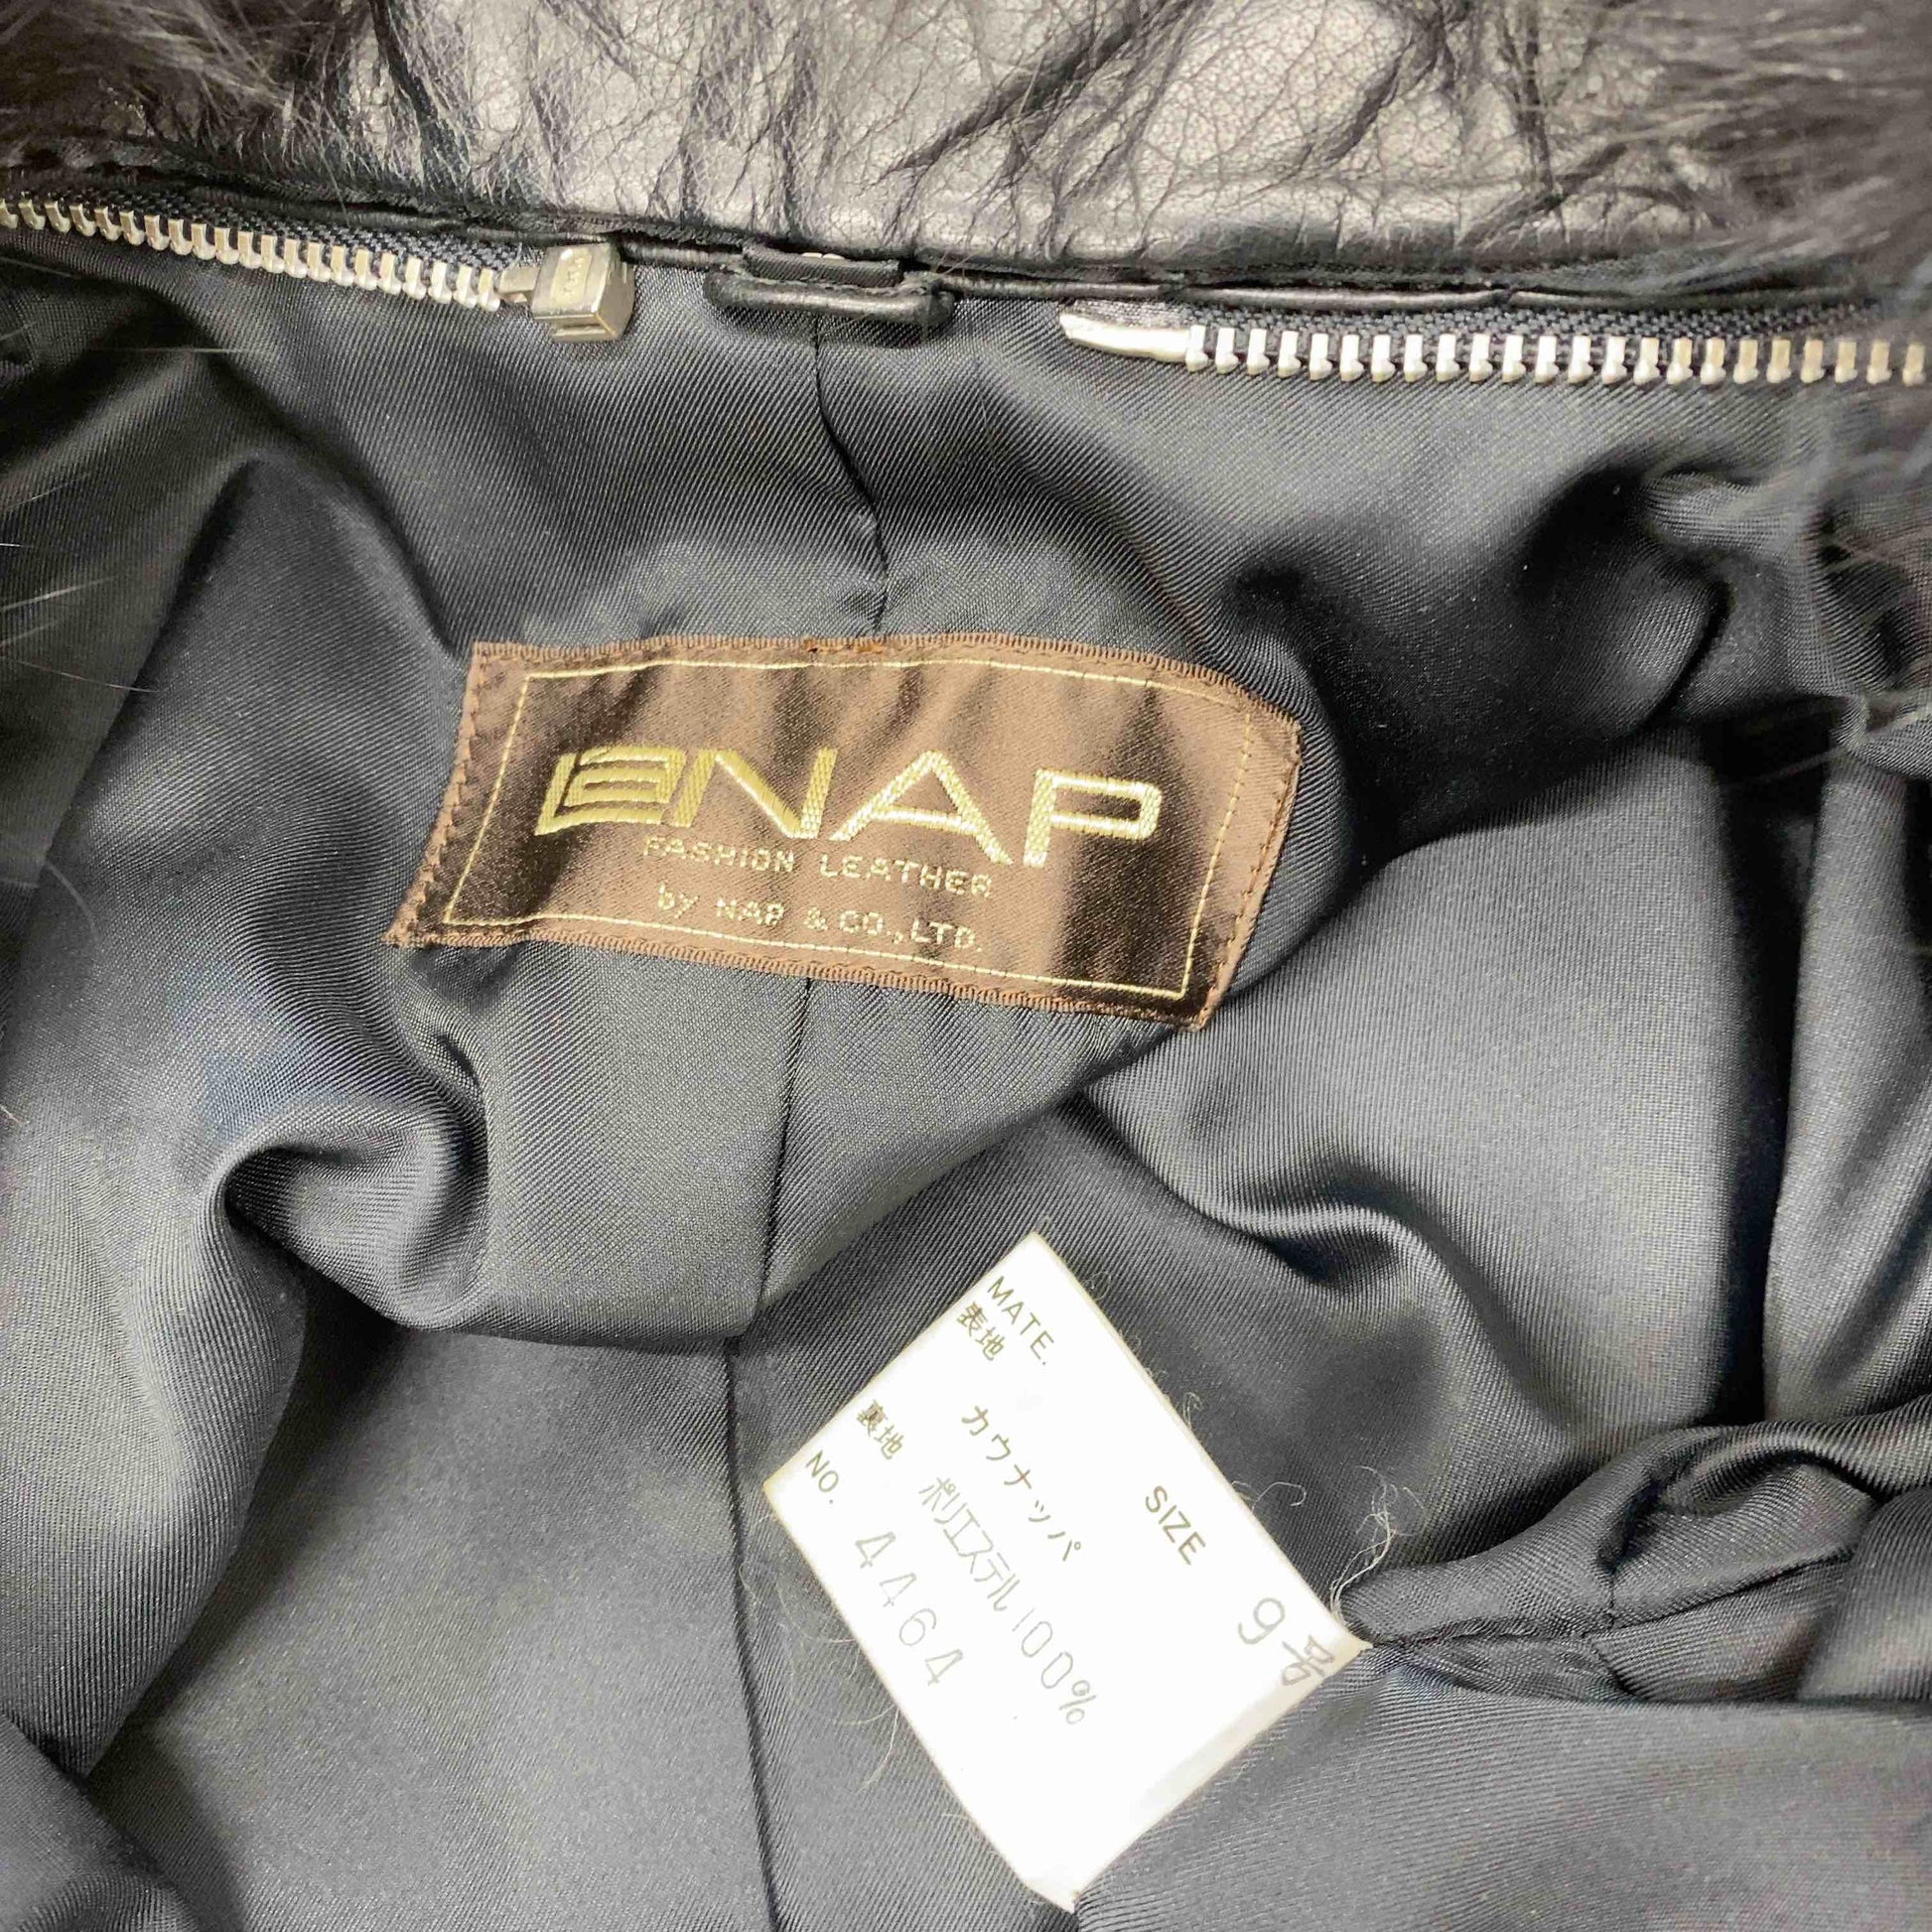 LaNAP
FASHION LEATHER
by NAP & CO., LTD.
MATE.
表地 カウナッパ
裏地 ポリエステル100%
NO. 4464
SIZE 9号